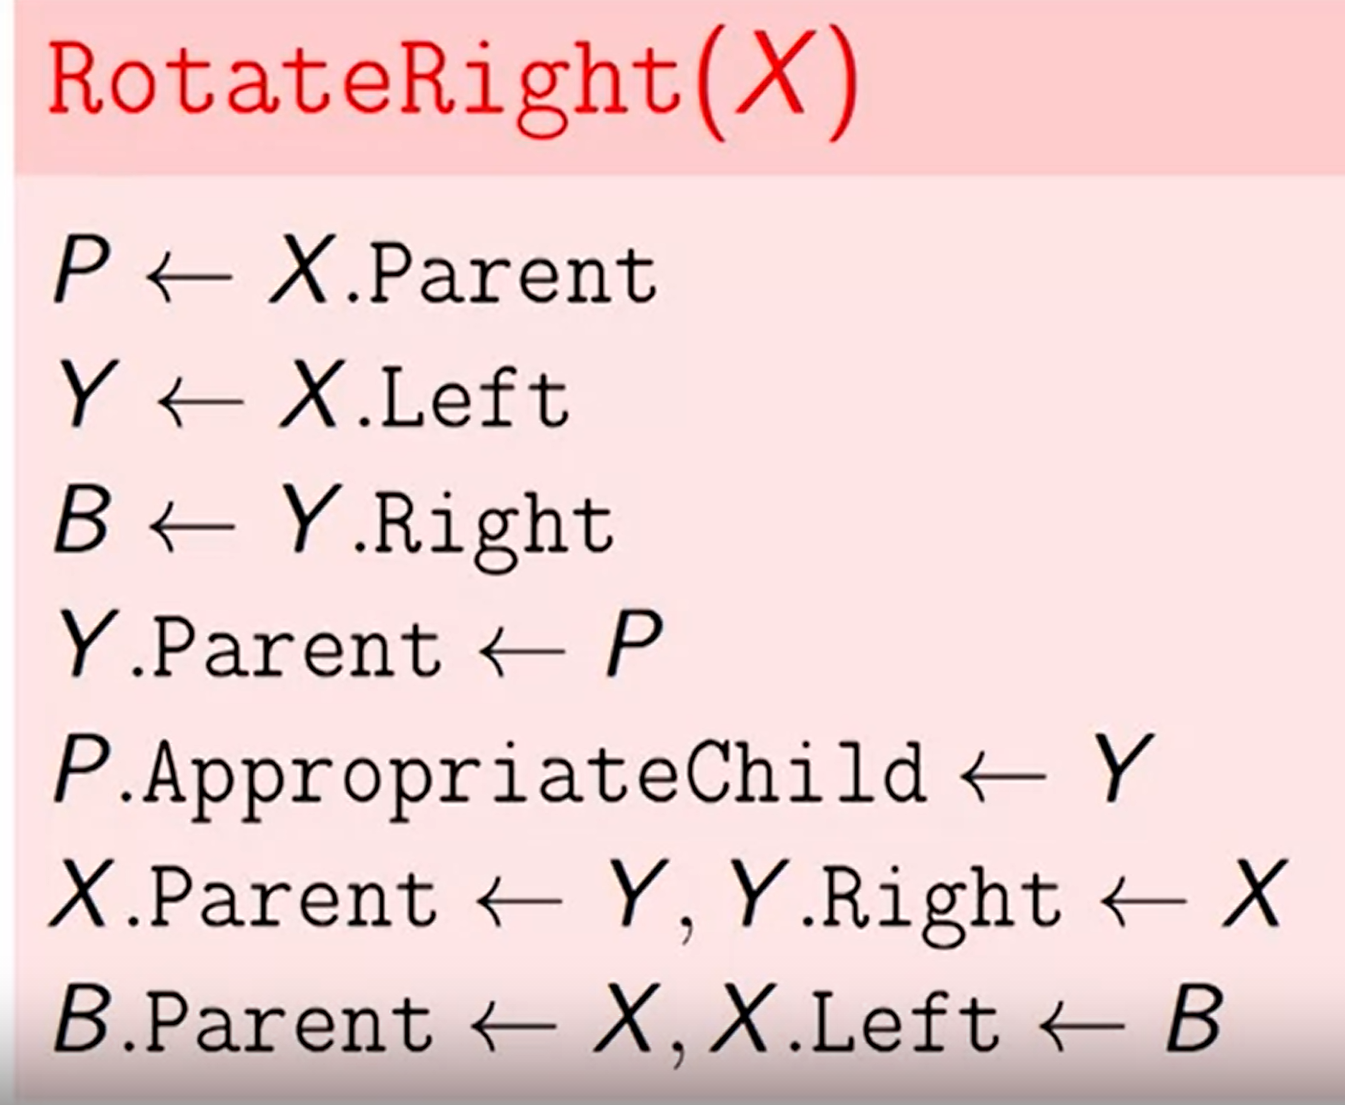 RotateRight(X)
P ← X.Parent
Y ← X.Left
B ← Y.Right
Y.Parent ← P
P.AppropriateChild ← Y
X.Parent ← Y, Y.Right ← X
B.Parent ← X, X.Left ← B